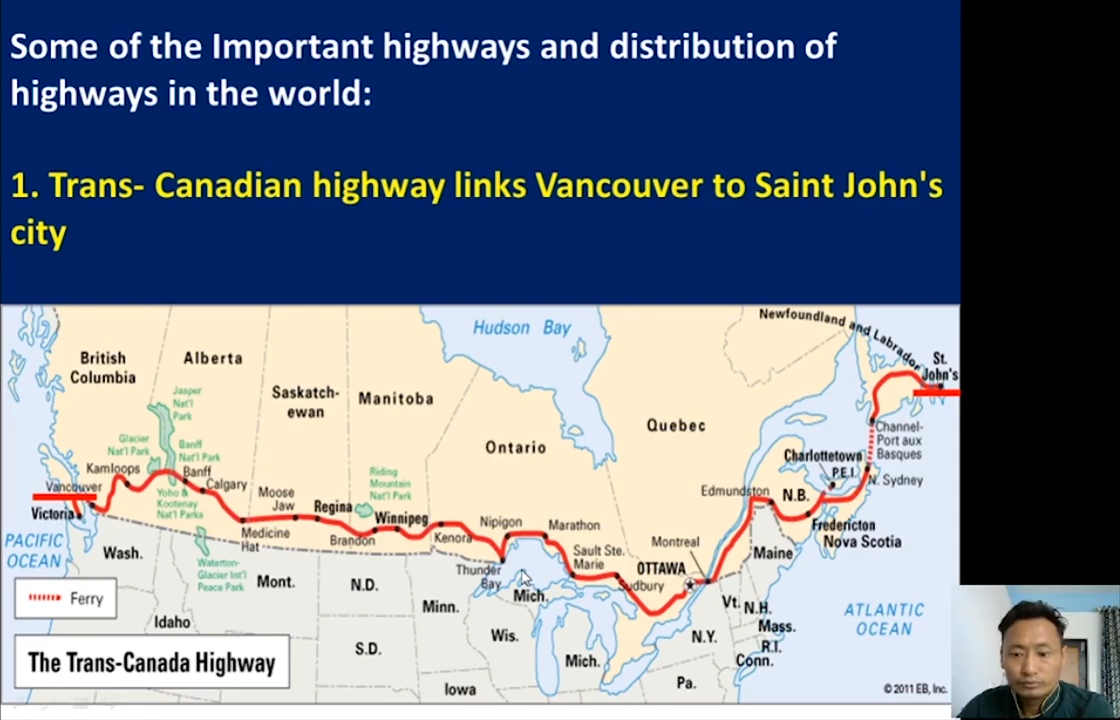 Some of the Important highways and distribution of
highways in the world:
1. Trans- Canadian highway links Vancouver to Saint John's
city
Hudson Bay
Newfoundland and Labrador
St.
John's
British
Columbia
Alberta
Saskatch-
ewan
Manitoba
Ontario
Quebec
Jasper
Nat'l
Park
Glacier
Nat'l Park
Banff
Nat'l Park
Kamloops
Banff
Calgary
Vancouver
Victoria
Yoho &
Kootenay
Nat'l Parks
Moose
Jaw
Regina
Riding
Mountain
Nat'l Park
Winnipeg
Medicine
Hat
Brandon
Kenora
Nipigon
Marathon
Thunder
Bay
Sault Ste.
Marie
Sudbury
OTTAWA
Montreal
Edmundston
N.B.
Charlottetown
P.E.I.
Channel-
Port aux
Basques
N. Sydney
Fredericton
Nova Scotia
Maine
PACIFIC
OCEAN
Wash.
Waterton-
Glacier Int'l
Peace Park
Mont.
N.D.
Minn.
Mich.
Wis.
Mich.
Idaho
S.D.
Iowa
Vt.
N.H.
Mass.
R.I.
Conn.
N.Y.
Pa.
ATLANTIC
OCEAN
Ferry
The Trans-Canada Highway
© 2011 EB, Inc.